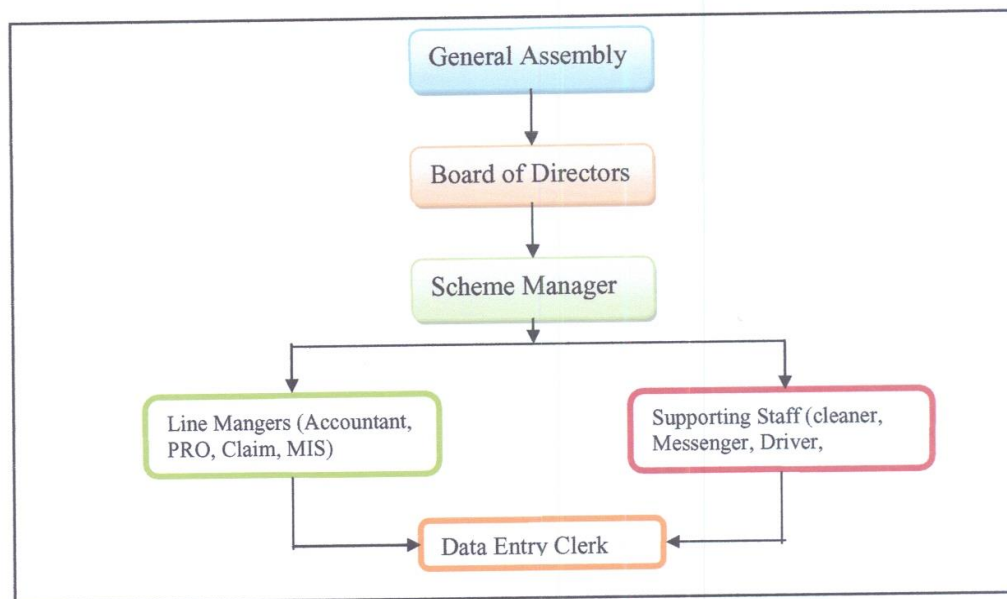 General Assembly
Board of Directors
Scheme Manager
Line Mangers (Accountant,
PRO, Claim, MIS)
Supporting Staff (cleaner,
Messenger, Driver,
Data Entry Clerk